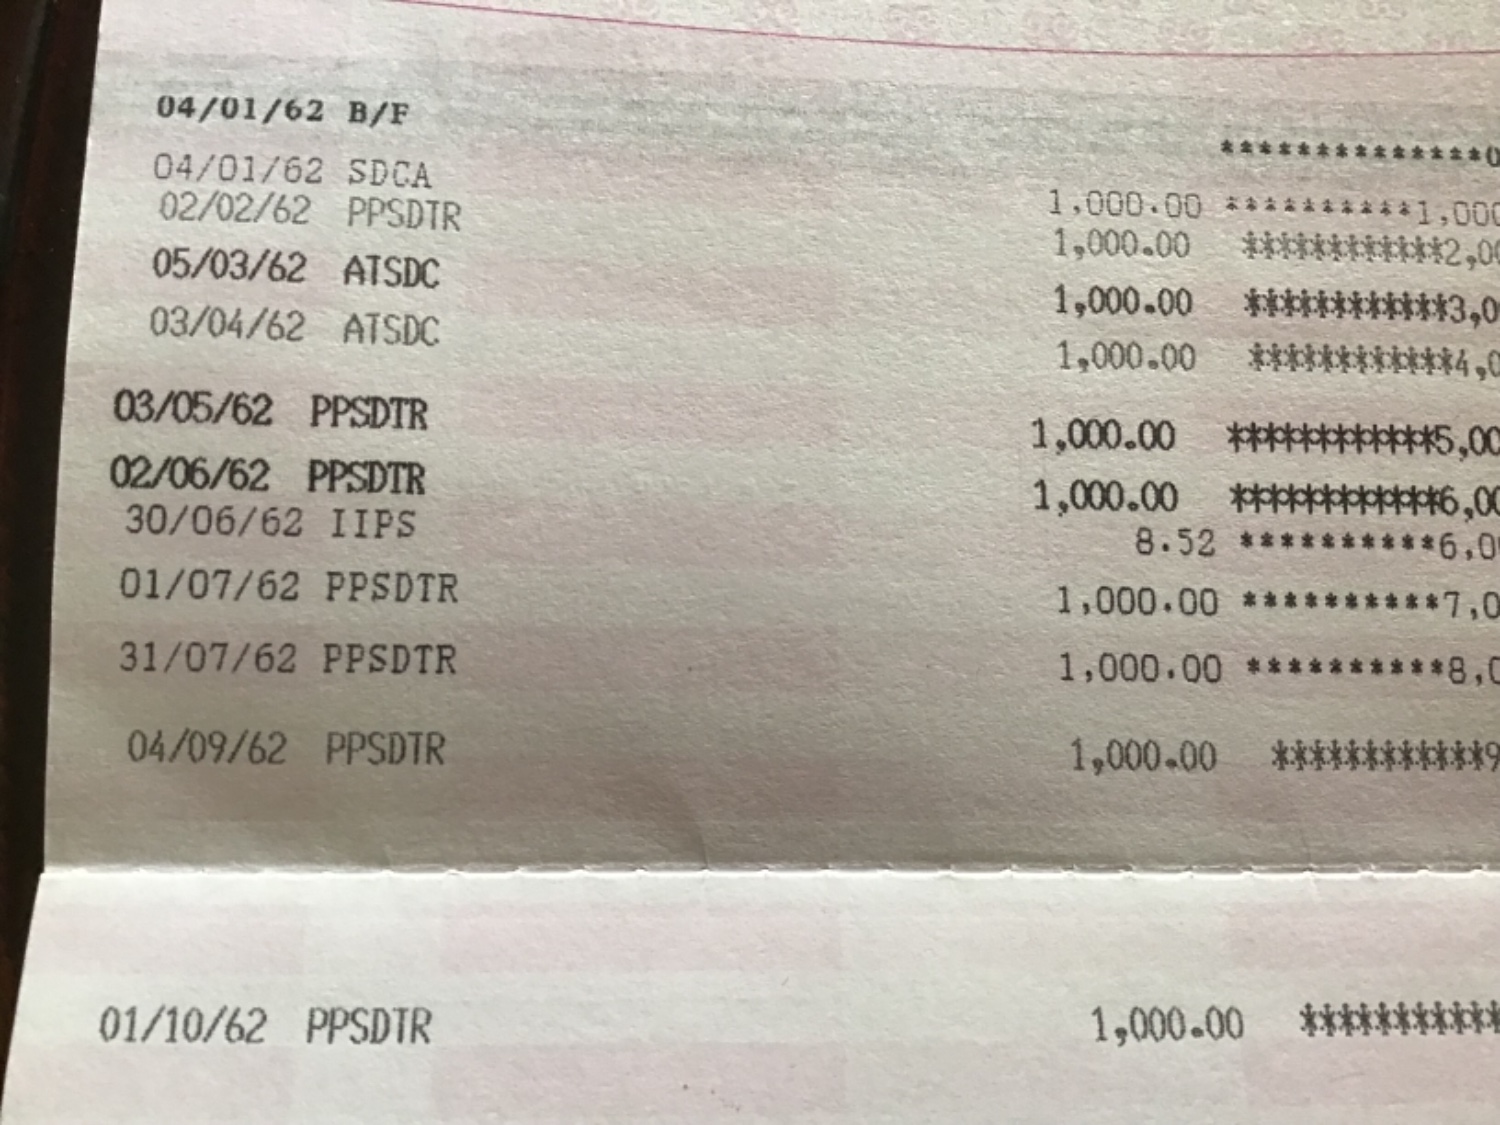 04/01/62 B/F **************0
04/01/62 SDCA 1,000.00 **********1,000
02/02/62 PPSDTR 1,000.00 ************2,00
05/03/62 ATSDC 1,000.00 ************3,0
03/04/62 ATSDC 1,000.00 ************4,0
03/05/62 PPSDTR 1,000.00 ************5,00
02/06/62 PPSDTR 1,000.00 ************6,00
30/06/62 IIPS 8.52 **********6,0
01/07/62 PPSDTR 1,000.00 **********7,0
31/07/62 PPSDTR 1,000.00 **********8,0
04/09/62 PPSDTR 1,000.00 ************9
01/10/62 PPSDTR 1,000.00 ***********